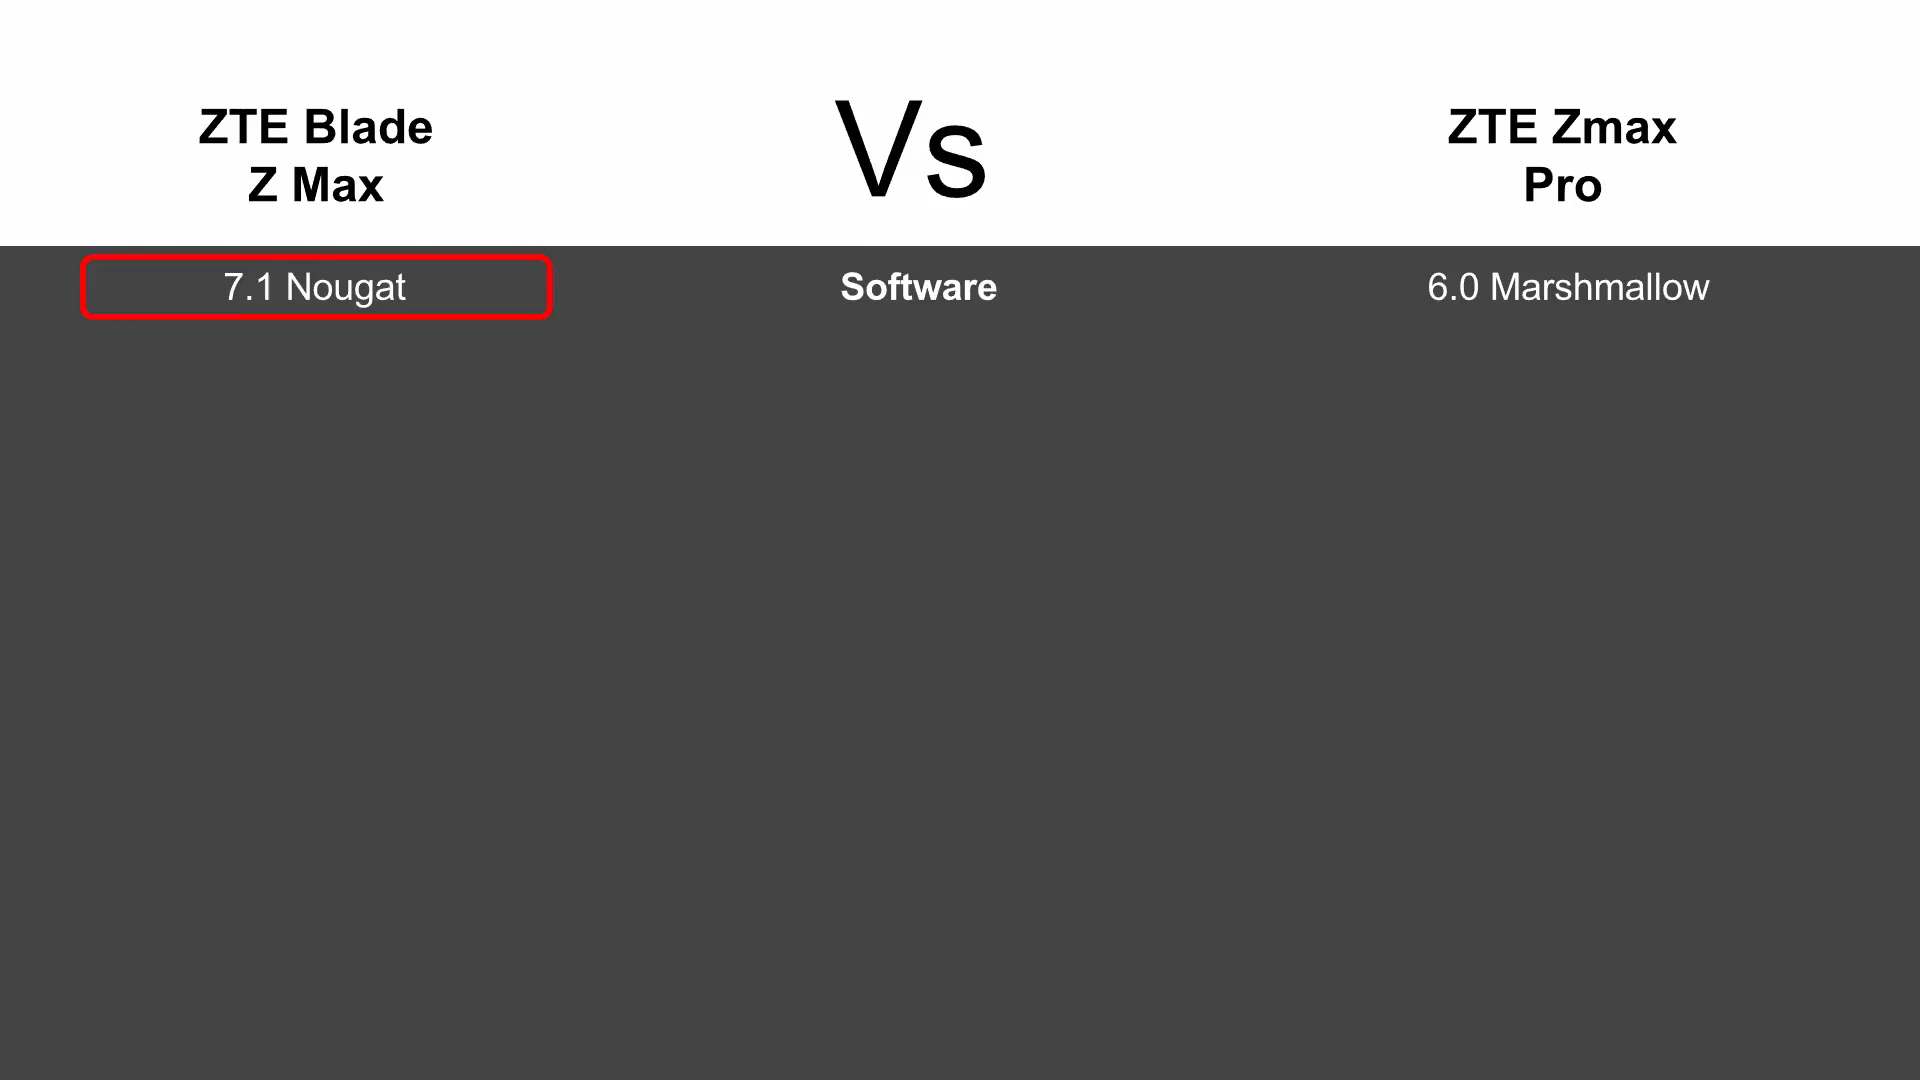 ZTE Blade
Z Max
Vs
ZTE Zmax
Pro
7.1 Nougat
Software
6.0 Marshmallow